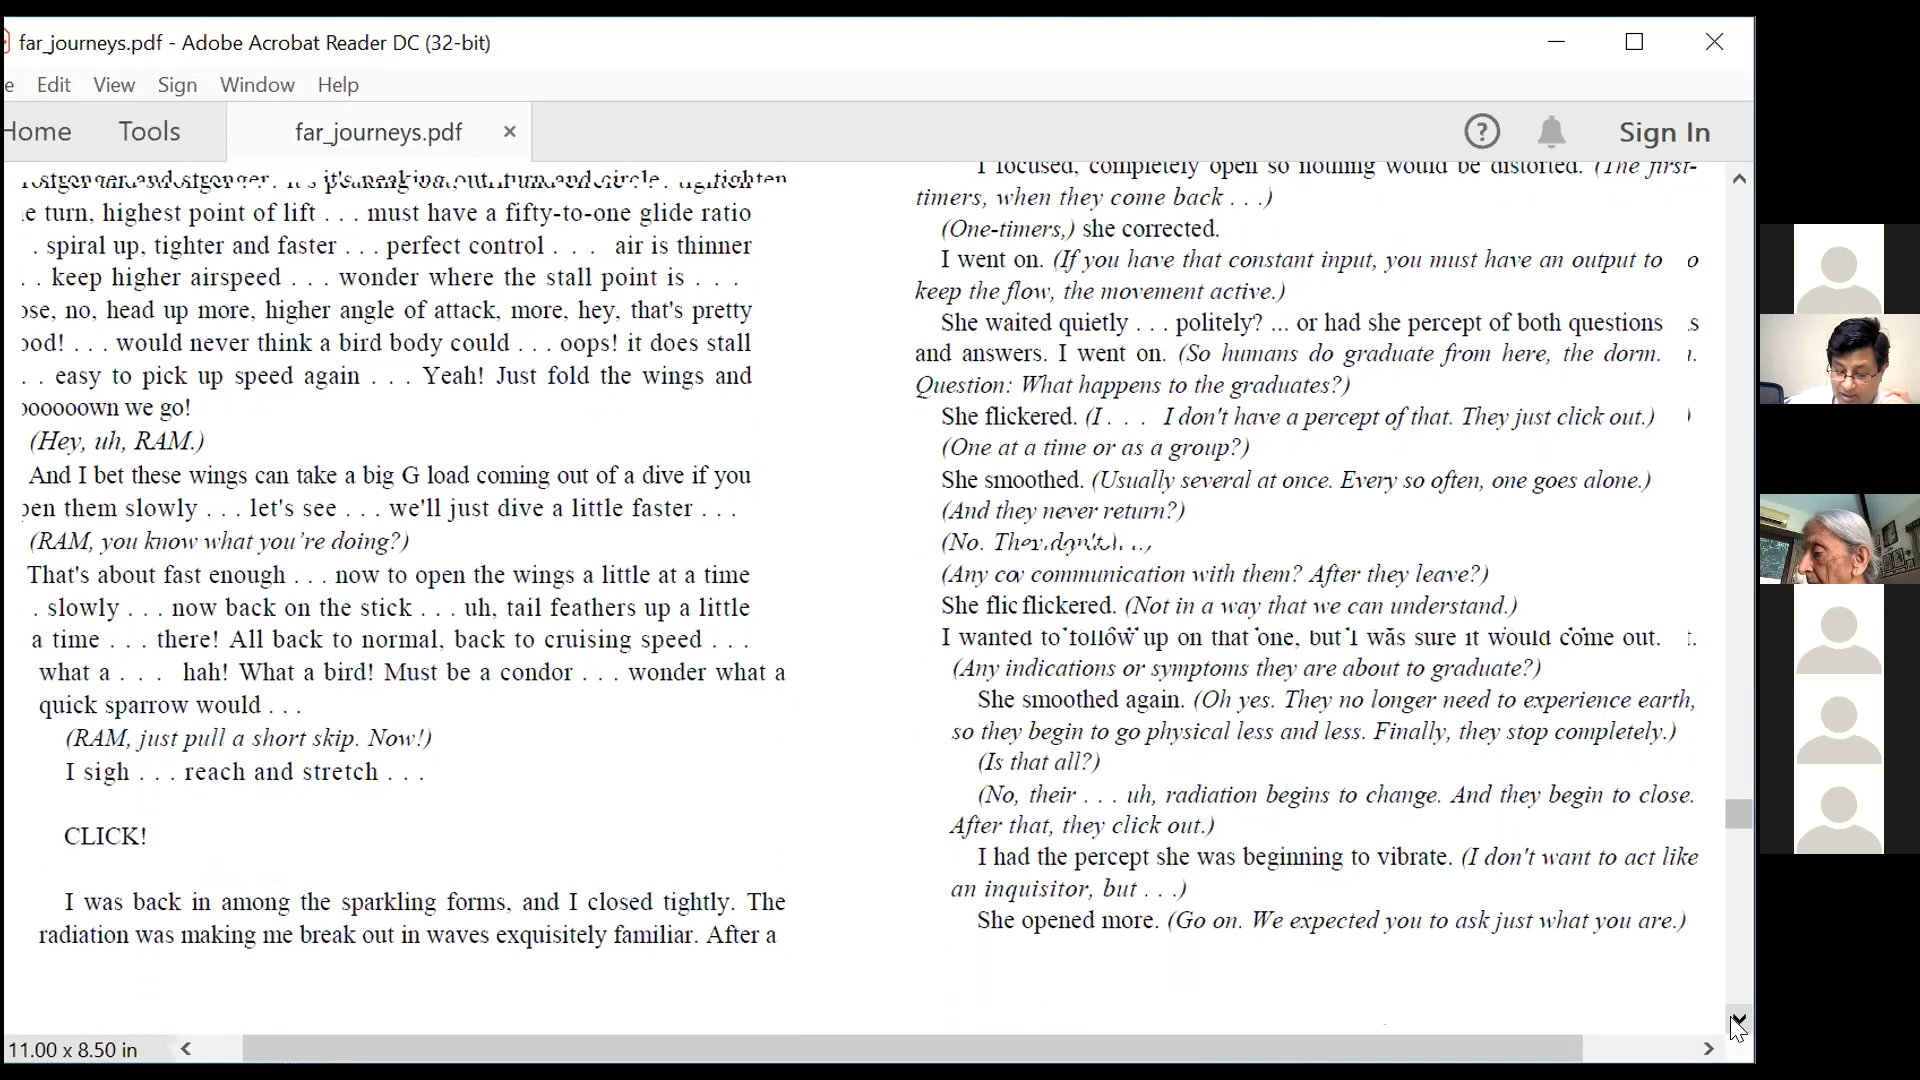 far_journeys.pdf - Adobe Acrobat Reader DC (32-bit)
e Edit View Sign Window Help
Home Tools far_journeys.pdf × ? Sign In
e turn, highest point of lift . . . must have a fifty-to-one glide ratio
. spiral up, tighter and faster . . . perfect control . . . air is thinner
. . keep higher airspeed . . . wonder where the stall point is . . .
ose, no, head up more, higher angle of attack, more, hey, that's pretty
ood! . . . would never think a bird body could . . . oops! it does stall
. . easy to pick up speed again . . . Yeah! Just fold the wings and
oooooown we go!
(Hey, uh, RAM.)
And I bet these wings can take a big G load coming out of a dive if you
pen them slowly . . . let's see . . . we'll just dive a little faster . . .
(RAM, you know what you're doing?)
That's about fast enough . . . now to open the wings a little at a time
. slowly . . . now back on the stick . . . uh, tail feathers up a little
a time . . . there! All back to normal, back to cruising speed . . .
what a . . . hah! What a bird! Must be a condor . . . wonder what a
quick sparrow would . . .
(RAM, just pull a short skip. Now!)
I sigh . . . reach and stretch . . .
CLICK!
I was back in among the sparkling forms, and I closed tightly. The
radiation was making me break out in waves exquisitely familiar. After a
I focused, completely open so nothing would be distorted. (The first-
timers, when they come back . . .)
(One-timers,) she corrected.
I went on. (If you have that constant input, you must have an output to
keep the flow, the movement active.)
She waited quietly . . . politely? ... or had she percept of both questions
and answers. I went on. (So humans do graduate from here, the dorm.
Question: What happens to the graduates?)
She flickered. (I . . . I don't have a percept of that. They just click out.)
(One at a time or as a group?)
She smoothed. (Usually several at once. Every so often, one goes alone.)
(And they never return?)
(No. They don't
(Any communication with them? After they leave?)
She flic flickered. (Not in a way that we can understand.)
I wanted to follow up on that one, but I was sure it would come out.
(Any indications or symptoms they are about to graduate?)
She smoothed again. (Oh yes. They no longer need to experience earth,
so they begin to go physical less and less. Finally, they stop completely.)
(Is that all?)
(No, their . . . uh, radiation begins to change. And they begin to close.
After that, they click out.)
I had the percept she was beginning to vibrate. (I don't want to act like
an inquisitor, but . . .)
She opened more. (Go on. We expected you to ask just what you are.)
11.00 x 8.50 in